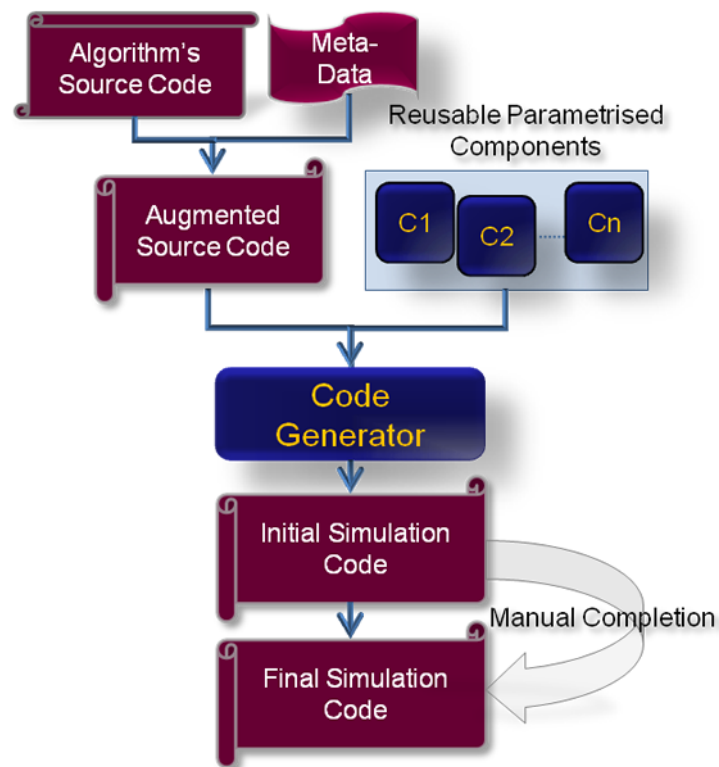 Algorithm's
Source Code
Meta-
Data
Reusable Parametrised
Components
Augmented
Source Code
C1
C2
Cn
Code
Generator
Initial Simulation
Code
Manual Completion
Final Simulation
Code